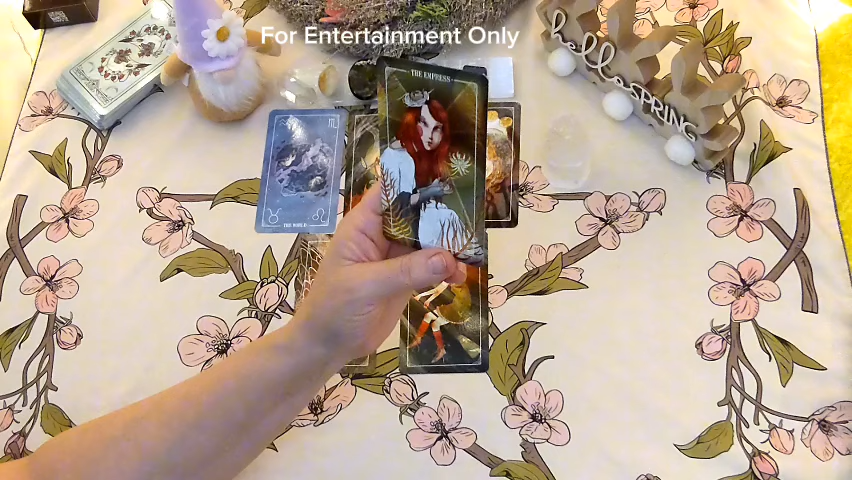 For Entertainment Only
THE EMPRESS
hello
SPRING
THE WORLD